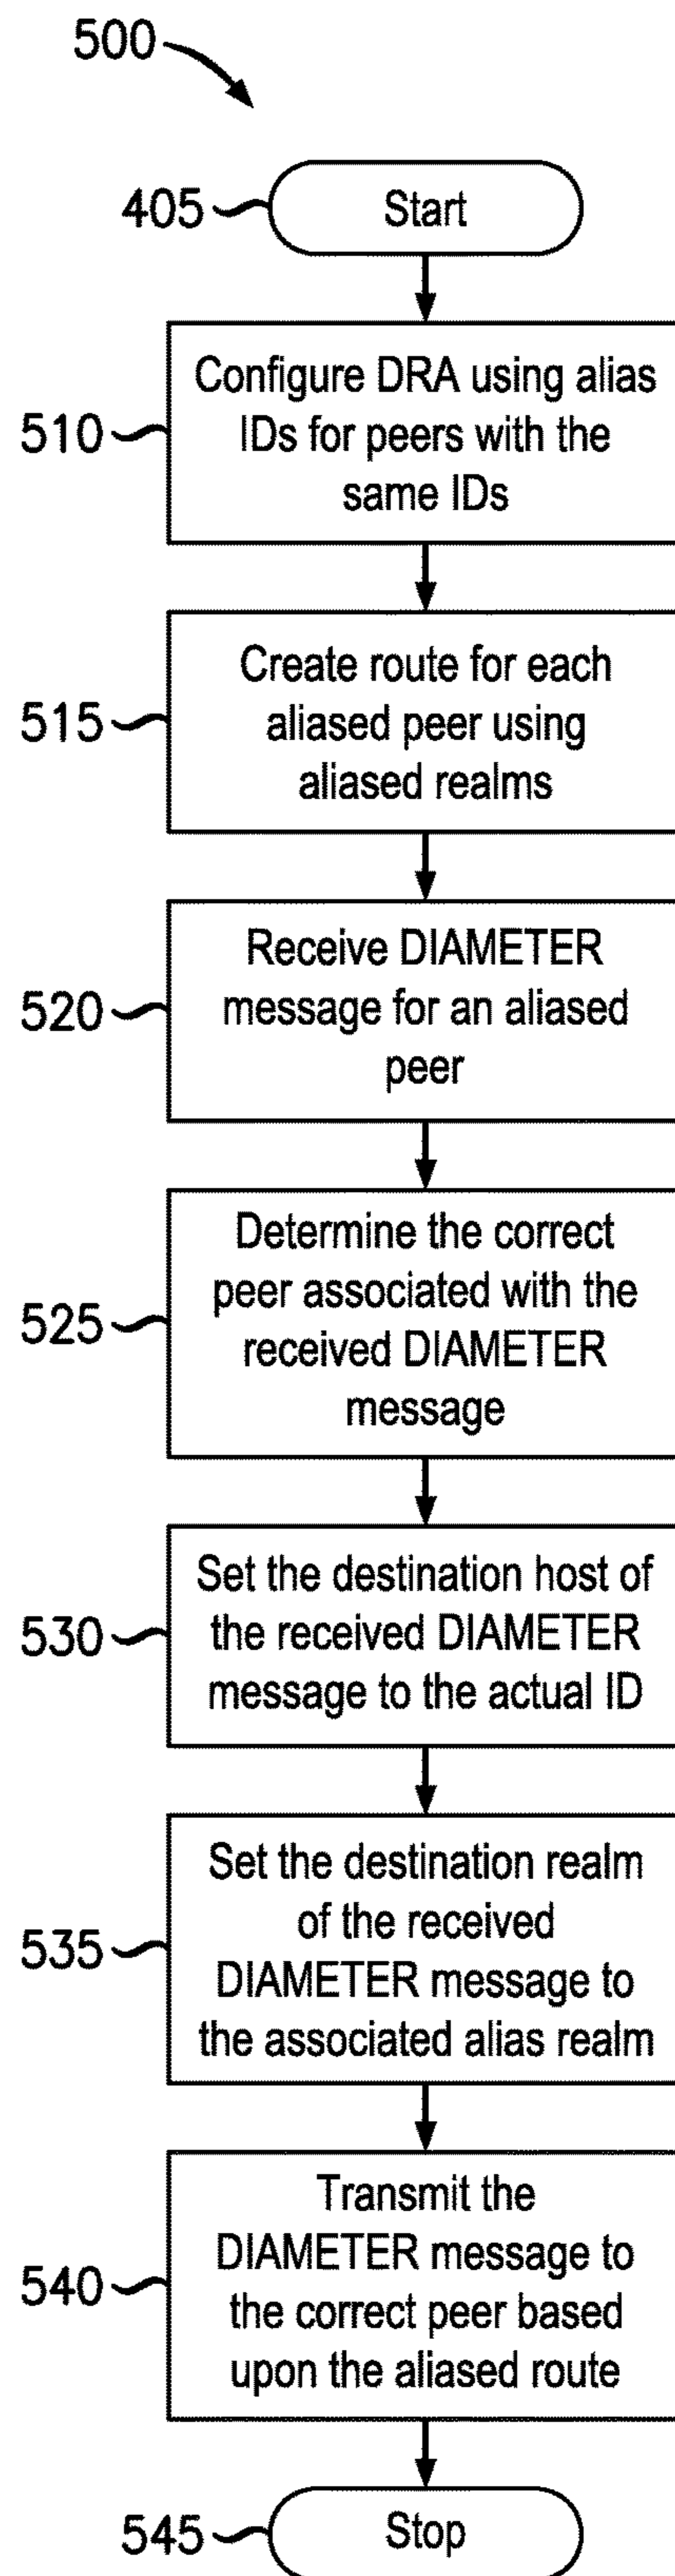 500
405
Start
510
Configure DRA using alias
IDs for peers with the
same IDs
515
Create route for each
aliased peer using
aliased realms
520
Receive DIAMETER
message for an aliased
peer
525
Determine the correct
peer associated with the
received DIAMETER
message
530
Set the destination host of
the received DIAMETER
message to the actual ID
535
Set the destination realm
of the received
DIAMETER message to
the associated alias realm
540
Transmit the
DIAMETER message to
the correct peer based
upon the aliased route
545
Stop